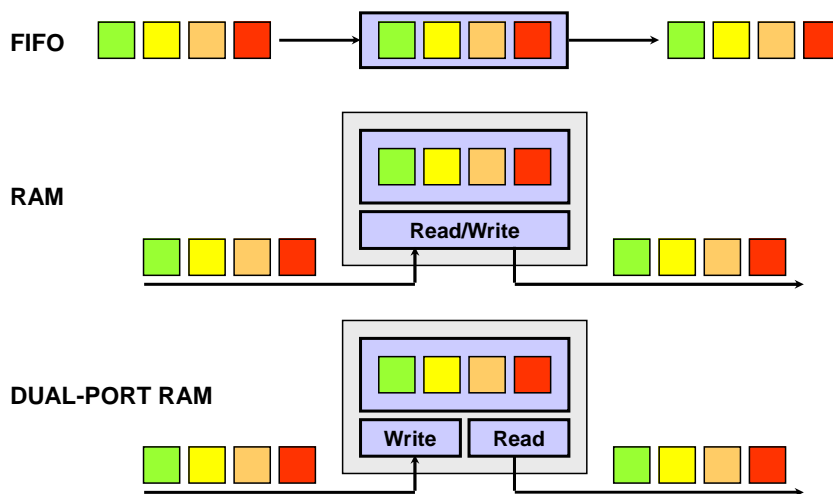 FIFO
RAM
Read/Write
DUAL-PORT RAM
Write Read